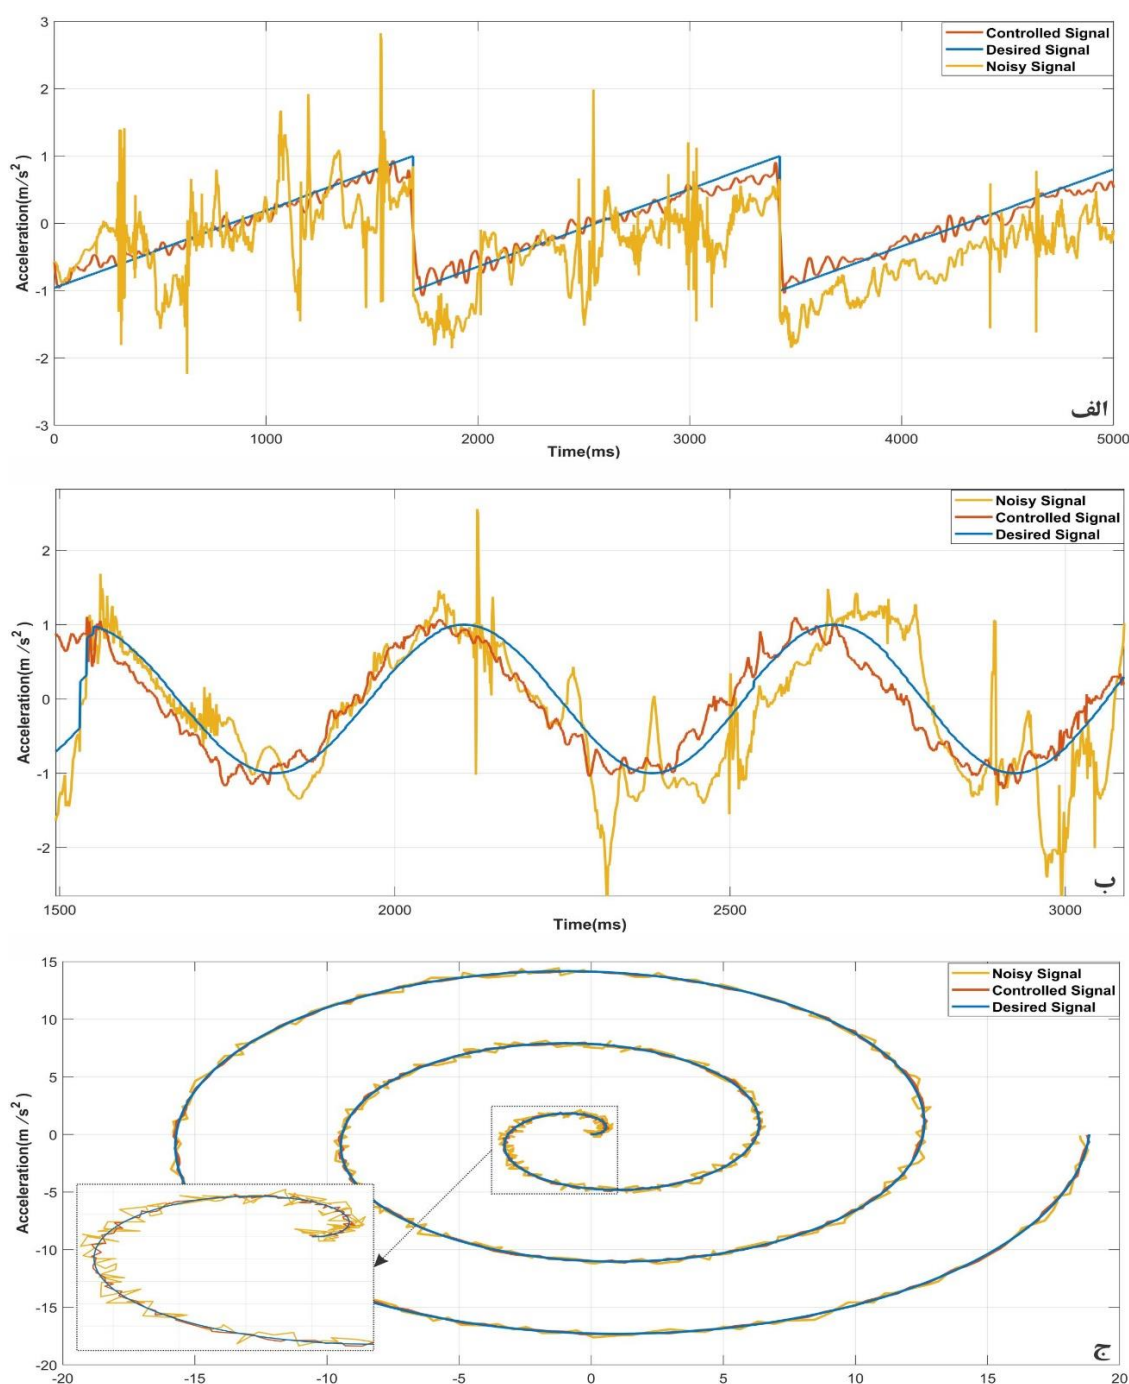 3
2
1
0
-1
-2
-3
Acceleration(m/s²)
Controlled Signal
Desired Signal
Noisy Signal
الف
0 1000 2000 3000 4000 5000
Time(ms)
2
1
0
-1
-2
Acceleration(m /s²)
Noisy Signal
Controlled Signal
Desired Signal
ب
1500 2000 2500 3000
Time(ms)
15
10
5
0
-5
-10
-15
-20
Acceleration(m /s²)
Noisy Signal
Controlled Signal
Desired Signal
ج
-20 -15 -10 -5 0 5 10 15 20